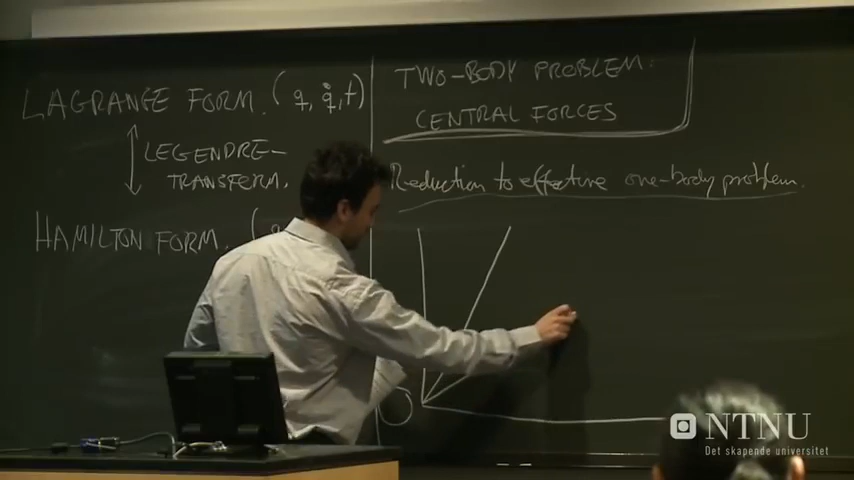 LAGRANGE FORM. (q, q̇, t)
LEGENDRE-
TRANSFORM.
HAMILTON FORM. (q
TWO-BODY PROBLEM:
CENTRAL FORCES
Reduction to effective one-body problem.
O
NTNU
Det skapende universitet